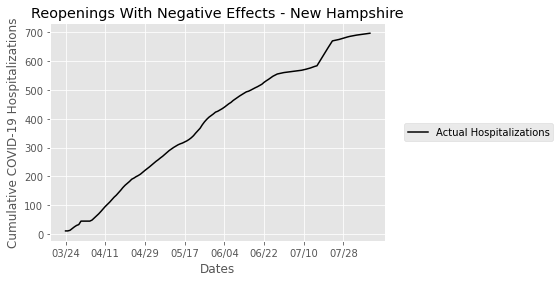 Reopenings With Negative Effects - New Hampshire
Cumulative COVID-19 Hospitalizations
700
600
500
400
300
200
100
0
03/24 04/11 04/29 05/17 06/04 06/22 07/10 07/28
Dates
Actual Hospitalizations